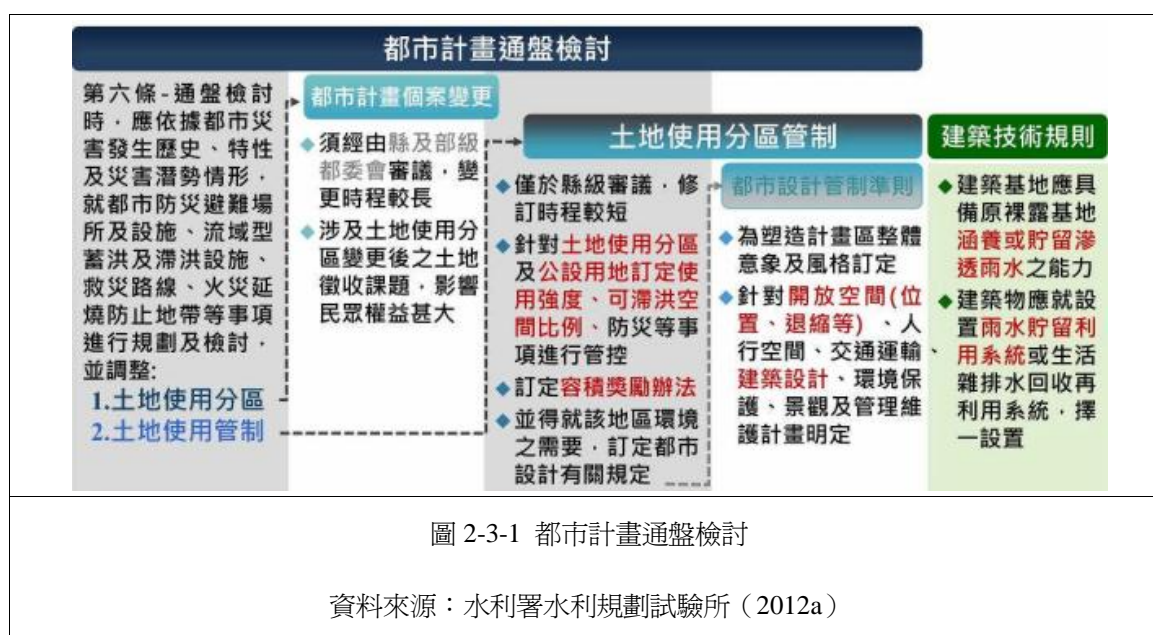 都市計畫通盤檢討
第六條-通盤檢討
時，應依據都市災
害發生歷史、特性
及災害潛勢情形，
就都市防災避難場
所及設施、流域型
蓄洪及滯洪設施、
救災路線、火災延
燒防止地帶等事項
進行規劃及檢討，
並調整:
1.土地使用分區
2.土地使用管制
都市計畫個案變更
須經由縣及部級
都委會審議，變
更時程較長
涉及土地使用分
區變更後之土地
徵收課題，影響
民眾權益甚大
土地使用分區管制
僅於縣級審議，修
訂時程較短
針對土地使用分區
及公設用地訂定使
用強度、可滯洪空
間比例、防災等事
項進行管控
訂定容積獎勵辦法
並得就該地區環境
之需要，訂定都市
設計有關規定
都市設計管制準則
為塑造計畫區整體
意象及風格訂定
針對開放空間(位
置、退縮等)、人
行空間、交通運輸、
建築設計、環境保
護、景觀及管理維
護計畫明定
建築技術規則
建築基地應具
備原裸露基地
涵養或貯留滲
透雨水之能力
建築物應就設
置雨水貯留利
用系統或生活
雜排水回收再
利用系統，擇
一設置
圖 2-3-1 都市計畫通盤檢討
資料來源：水利署水利規劃試驗所（2012a）